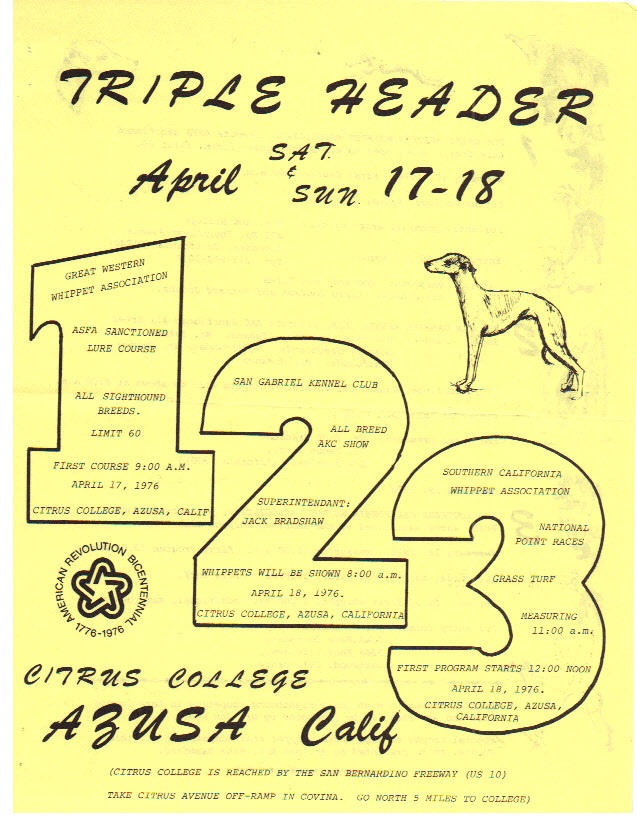 TRIPLE HEADER
April SAT. & SUN. 17-18
GREAT WESTERN
WHIPPET ASSOCIATION
ASFA SANCTIONED
LURE COURSE
ALL SIGHTHOUND
BREEDS.
LIMIT 60
FIRST COURSE 9:00 A.M.
APRIL 17, 1976
CITRUS COLLEGE, AZUSA, CALIF
SAN GABRIEL KENNEL CLUB
ALL BREED
AKC SHOW
SUPERINTENDANT:
JACK BRADSHAW
WHIPPETS WILL BE SHOWN 8:00 a.m.
APRIL 18, 1976.
CITRUS COLLEGE, AZUSA, CALIFORNIA
SOUTHERN CALIFORNIA
WHIPPET ASSOCIATION
NATIONAL
POINT RACES
GRASS TURF
MEASURING
11:00 a.m.
FIRST PROGRAM STARTS 12:00 NOON
APRIL 18, 1976.
CITRUS COLLEGE, AZUSA,
CALIFORNIA
AMERICAN REVOLUTION BICENTENNIAL
1776-1976
CITRUS COLLEGE
AZUSA Calif
(CITRUS COLLEGE IS REACHED BY THE SAN BERNARDINO FREEWAY (US 10)
TAKE CITRUS AVENUE OFF-RAMP IN COVINA. GO NORTH 5 MILES TO COLLEGE)